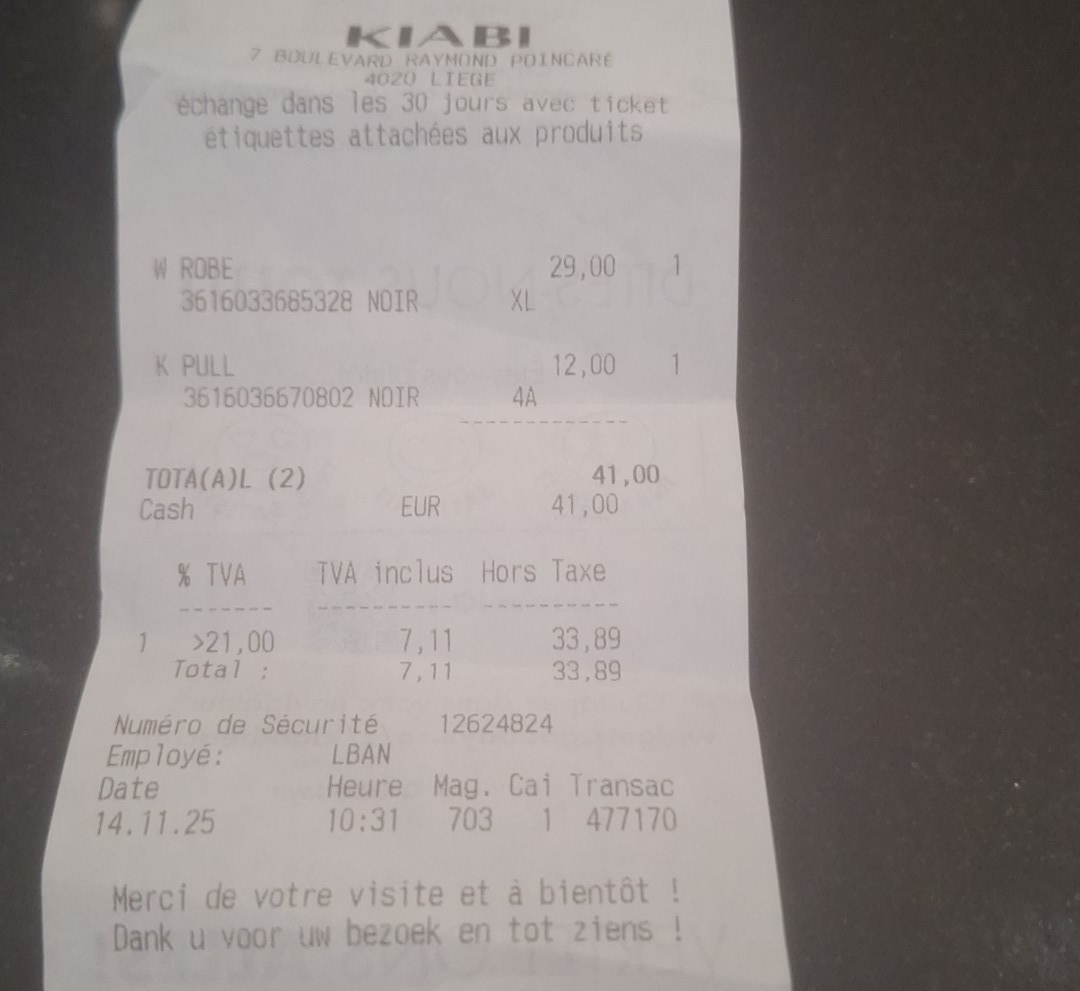 KIABI
7 BOULEVARD RAYMOND POINCARÉ
4020 LIEGE
échange dans les 30 jours avec ticket
étiquettes attachées aux produits
W ROBE 29,00 1
3616033685328 NOIR XL
K PULL 12,00 1
3616036670802 NOIR 4A
-------------
TOTA(A)L (2) 41,00
Cash EUR 41,00
% TVA TVA inclus Hors Taxe
------- ---------- ----------
1 >21,00 7,11 33,89
Total : 7,11 33,89
Numéro de Sécurité 12624824
Employé: LBAN
Date Heure Mag. Cai Transac
14.11.25 10:31 703 1 477170
Merci de votre visite et à bientôt !
Dank u voor uw bezoek en tot ziens !